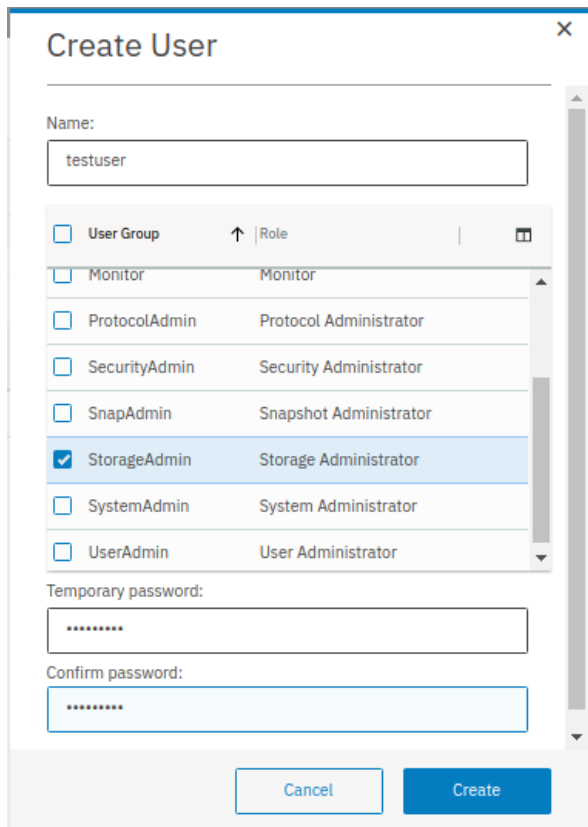 Create User
Name:
testuser
User Group Role
Monitor Monitor
ProtocolAdmin Protocol Administrator
SecurityAdmin Security Administrator
SnapAdmin Snapshot Administrator
StorageAdmin Storage Administrator
SystemAdmin System Administrator
UserAdmin User Administrator
Temporary password:
•••••••••
Confirm password:
•••••••••
Cancel Create